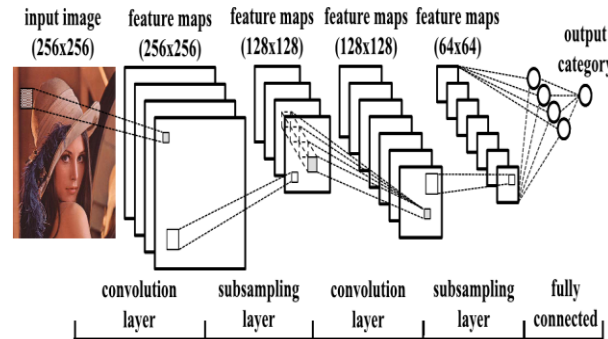 input image
(256x256)
feature maps
(256x256)
feature maps
(128x128)
feature maps
(128x128)
feature maps
(64x64)
output
category
convolution
layer
subsampling
layer
convolution
layer
subsampling
layer
fully
connected